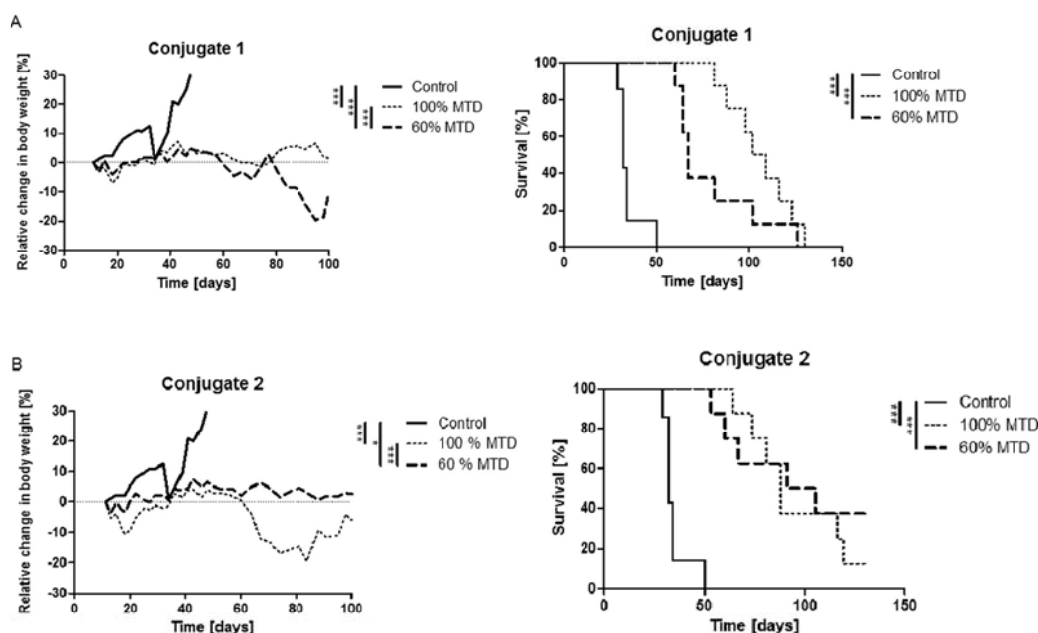 A
Conjugate 1
Relative change in body weight [%]
30
20
10
0
-10
-20
-30
0
20
40
60
80
100
Time [days]
Control
100% MTD
60% MTD
***
***
***
Conjugate 1
Survival [%]
100
80
60
40
20
0
0
50
100
150
Time [days]
Control
100% MTD
60% MTD
***
***
B
Conjugate 2
Relative change in body weight [%]
30
20
10
0
-10
-20
-30
0
20
40
60
80
100
Time [days]
Control
100 % MTD
60 % MTD
***
*
***
Conjugate 2
Survival [%]
100
80
60
40
20
0
0
50
100
150
Time [days]
Control
100% MTD
60% MTD
***
***